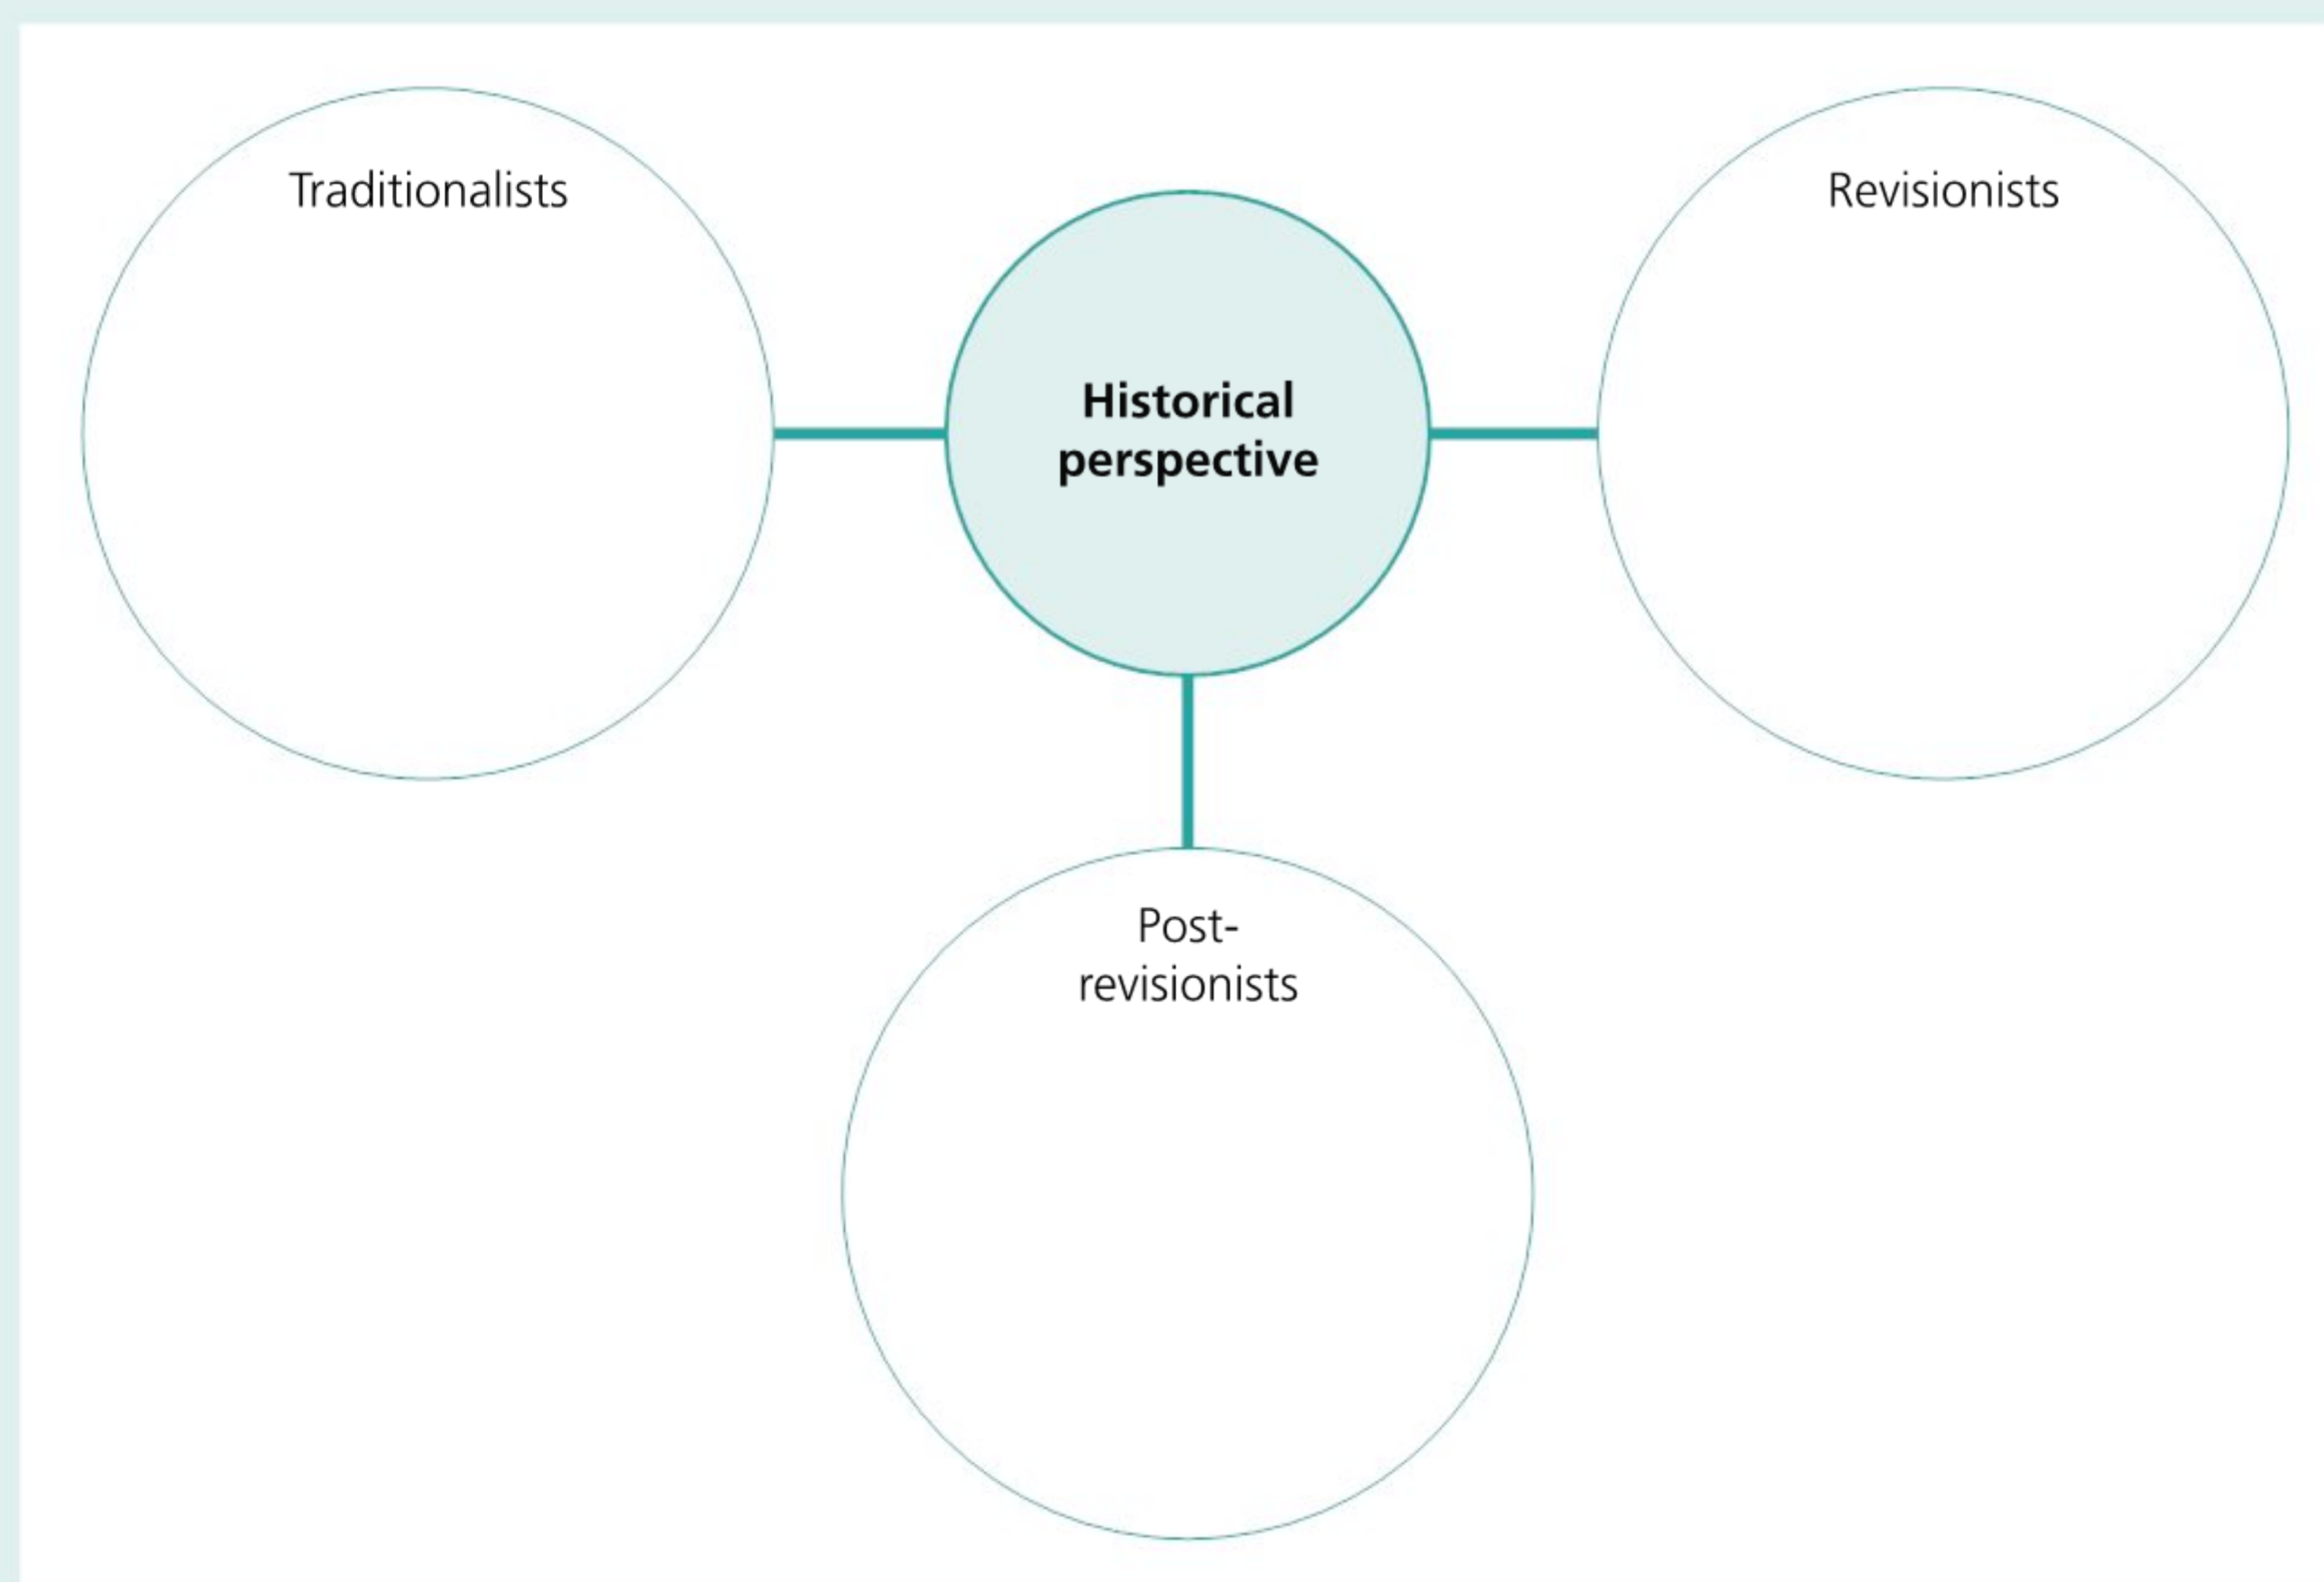 Traditionalists
Historical
perspective
Revisionists
Post-
revisionists